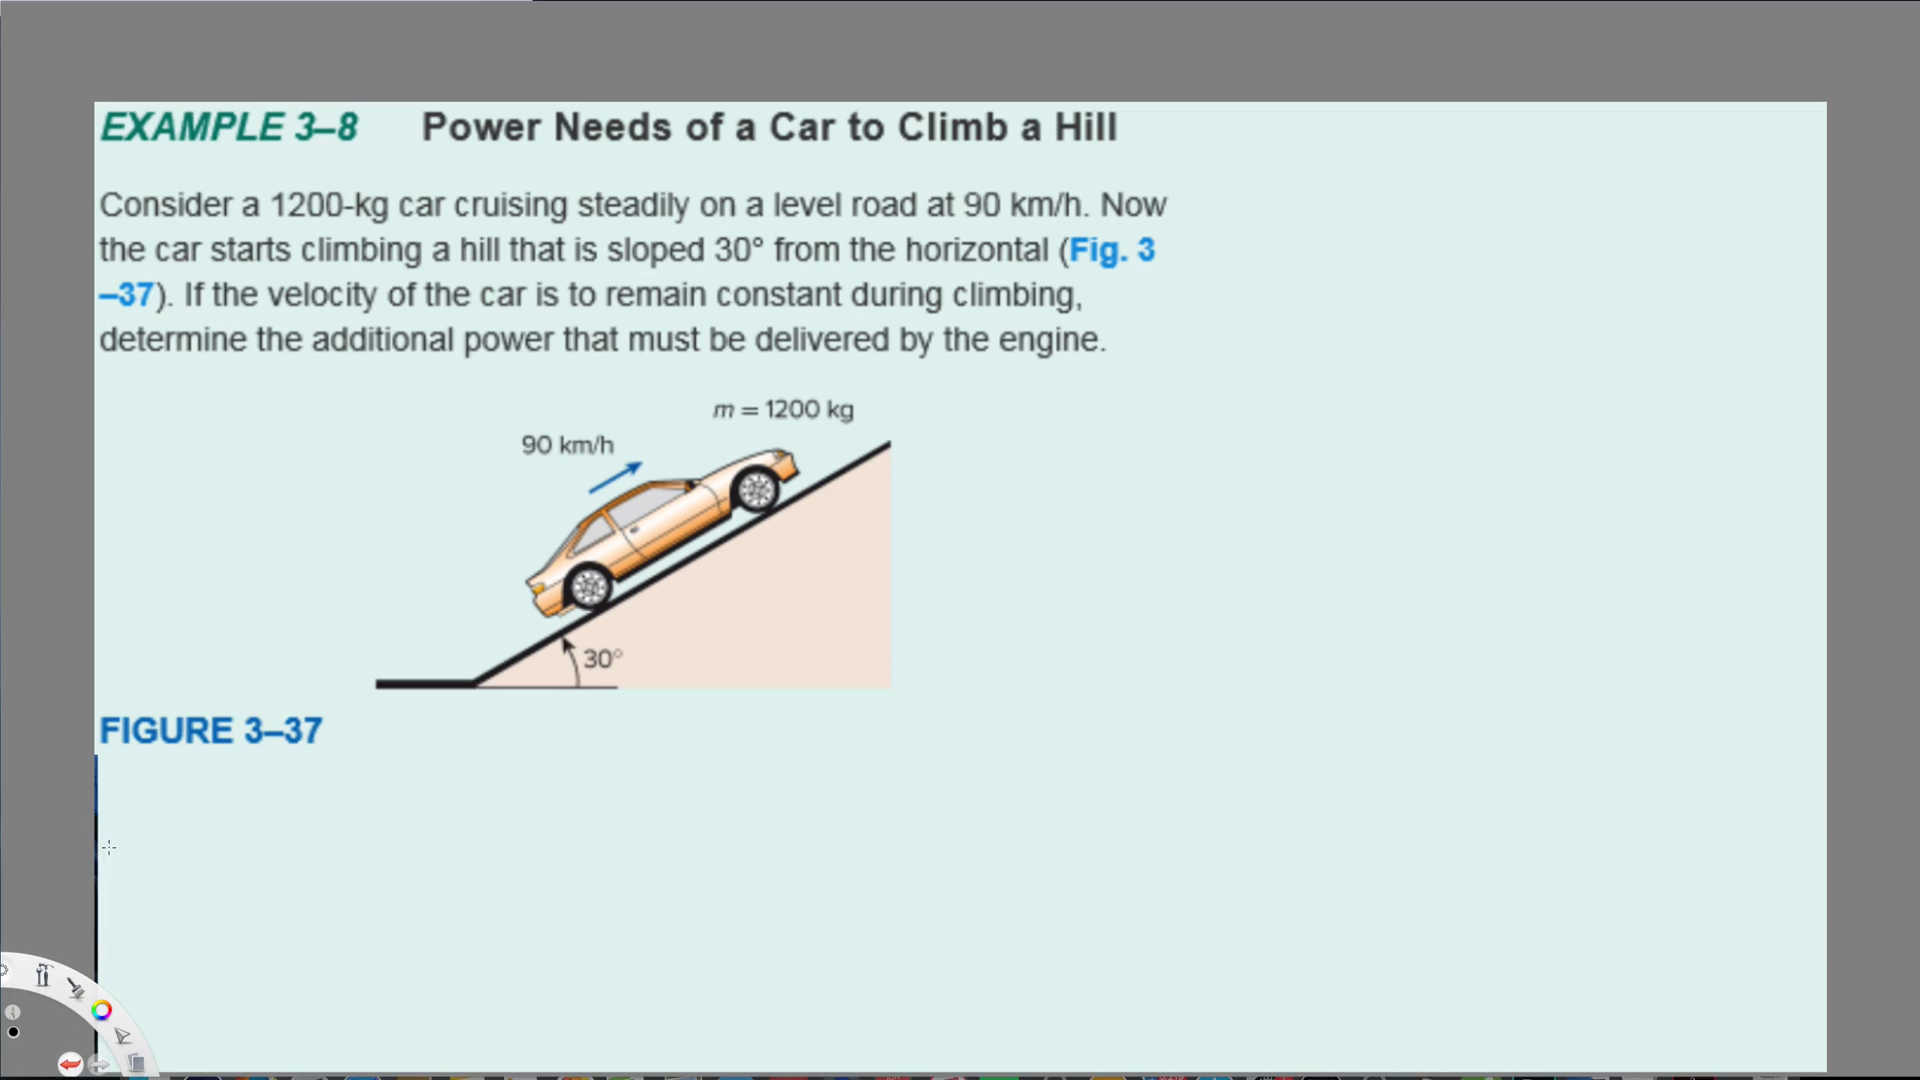 EXAMPLE 3–8 Power Needs of a Car to Climb a Hill
Consider a 1200-kg car cruising steadily on a level road at 90 km/h. Now
the car starts climbing a hill that is sloped 30° from the horizontal (Fig. 3
–37). If the velocity of the car is to remain constant during climbing,
determine the additional power that must be delivered by the engine.
m = 1200 kg
90 km/h
30°
FIGURE 3–37